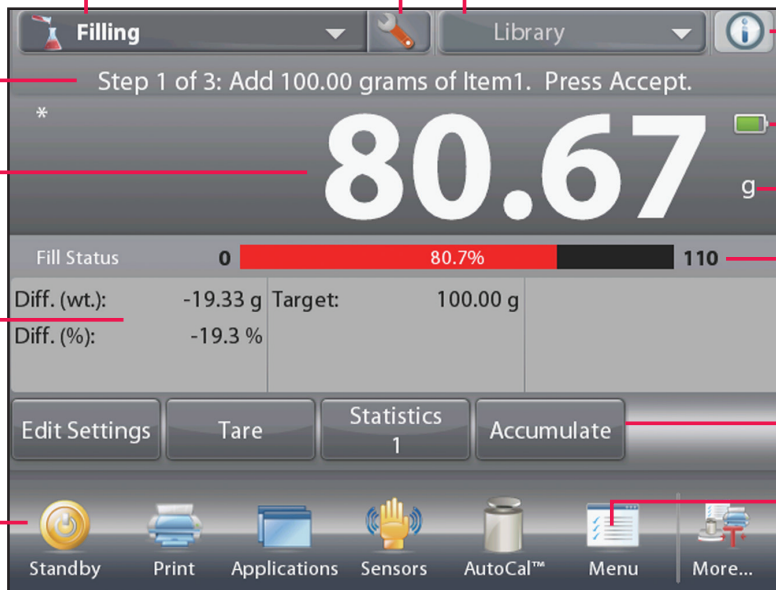 Filling Library
Step 1 of 3: Add 100.00 grams of Item1. Press Accept.
*
80.67
g
Fill Status 0 80.7% 110
Diff. (wt.): -19.33 g Target: 100.00 g
Diff. (%): -19.3 %
Edit Settings Tare Statistics 1 Accumulate
Standby Print Applications Sensors AutoCal™ Menu More...